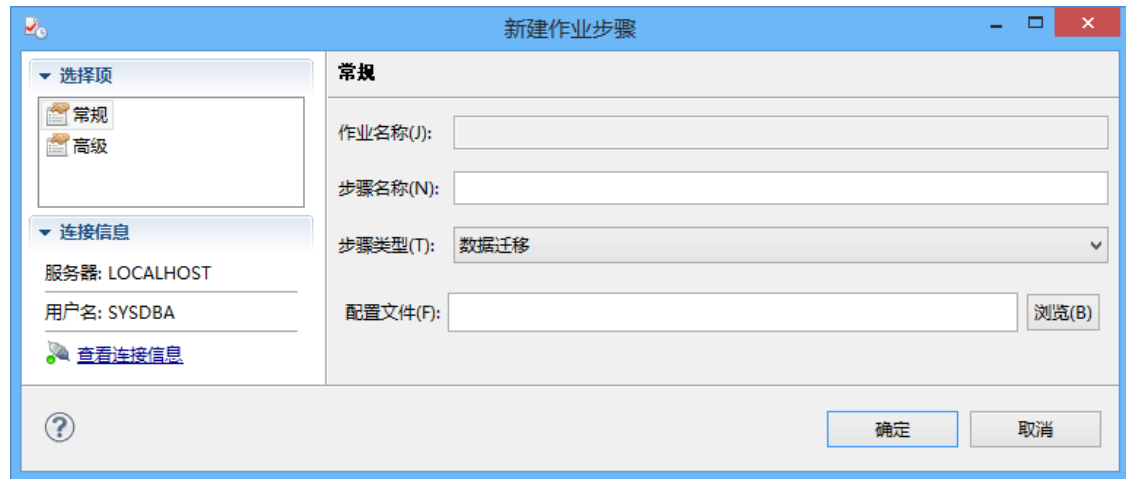 新建作业步骤
选择项
常规
高级
连接信息
服务器: LOCALHOST
用户名: SYSDBA
查看连接信息
常规
作业名称(J):
步骤名称(N):
步骤类型(T): 数据迁移
配置文件(F): 浏览(B)
确定 取消